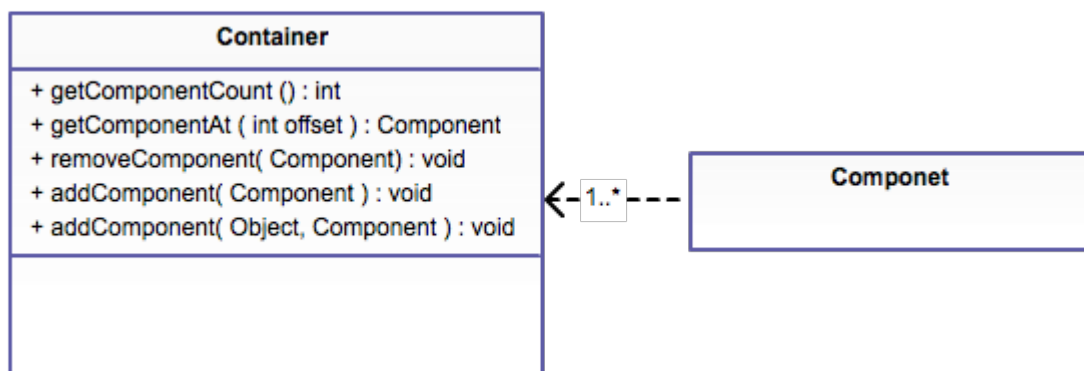 Container
+ getComponentCount () : int
+ getComponentAt ( int offset ) : Component
+ removeComponent( Component) : void
+ addComponent( Component ) : void
+ addComponent( Object, Component ) : void
1..*
Componet